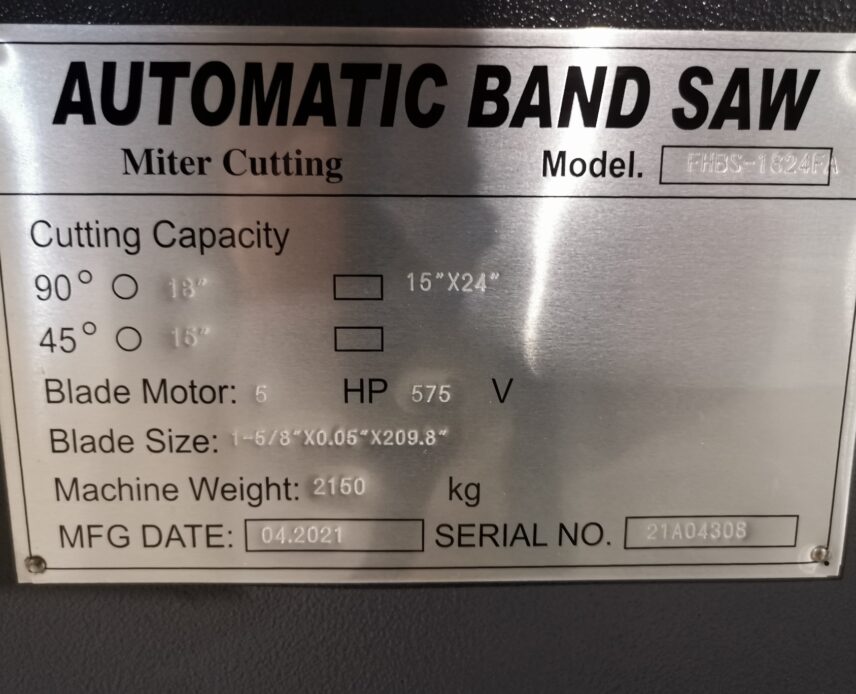 AUTOMATIC BAND SAW
Miter Cutting Model. FHBS-1824FA
Cutting Capacity
90° 18" 15"X24"
45° 15"
Blade Motor: 5 HP 575 V
Blade Size: 1-5/8"X0.05"X209.8"
Machine Weight: 2150 kg
MFG DATE: 04.2021 SERIAL NO.